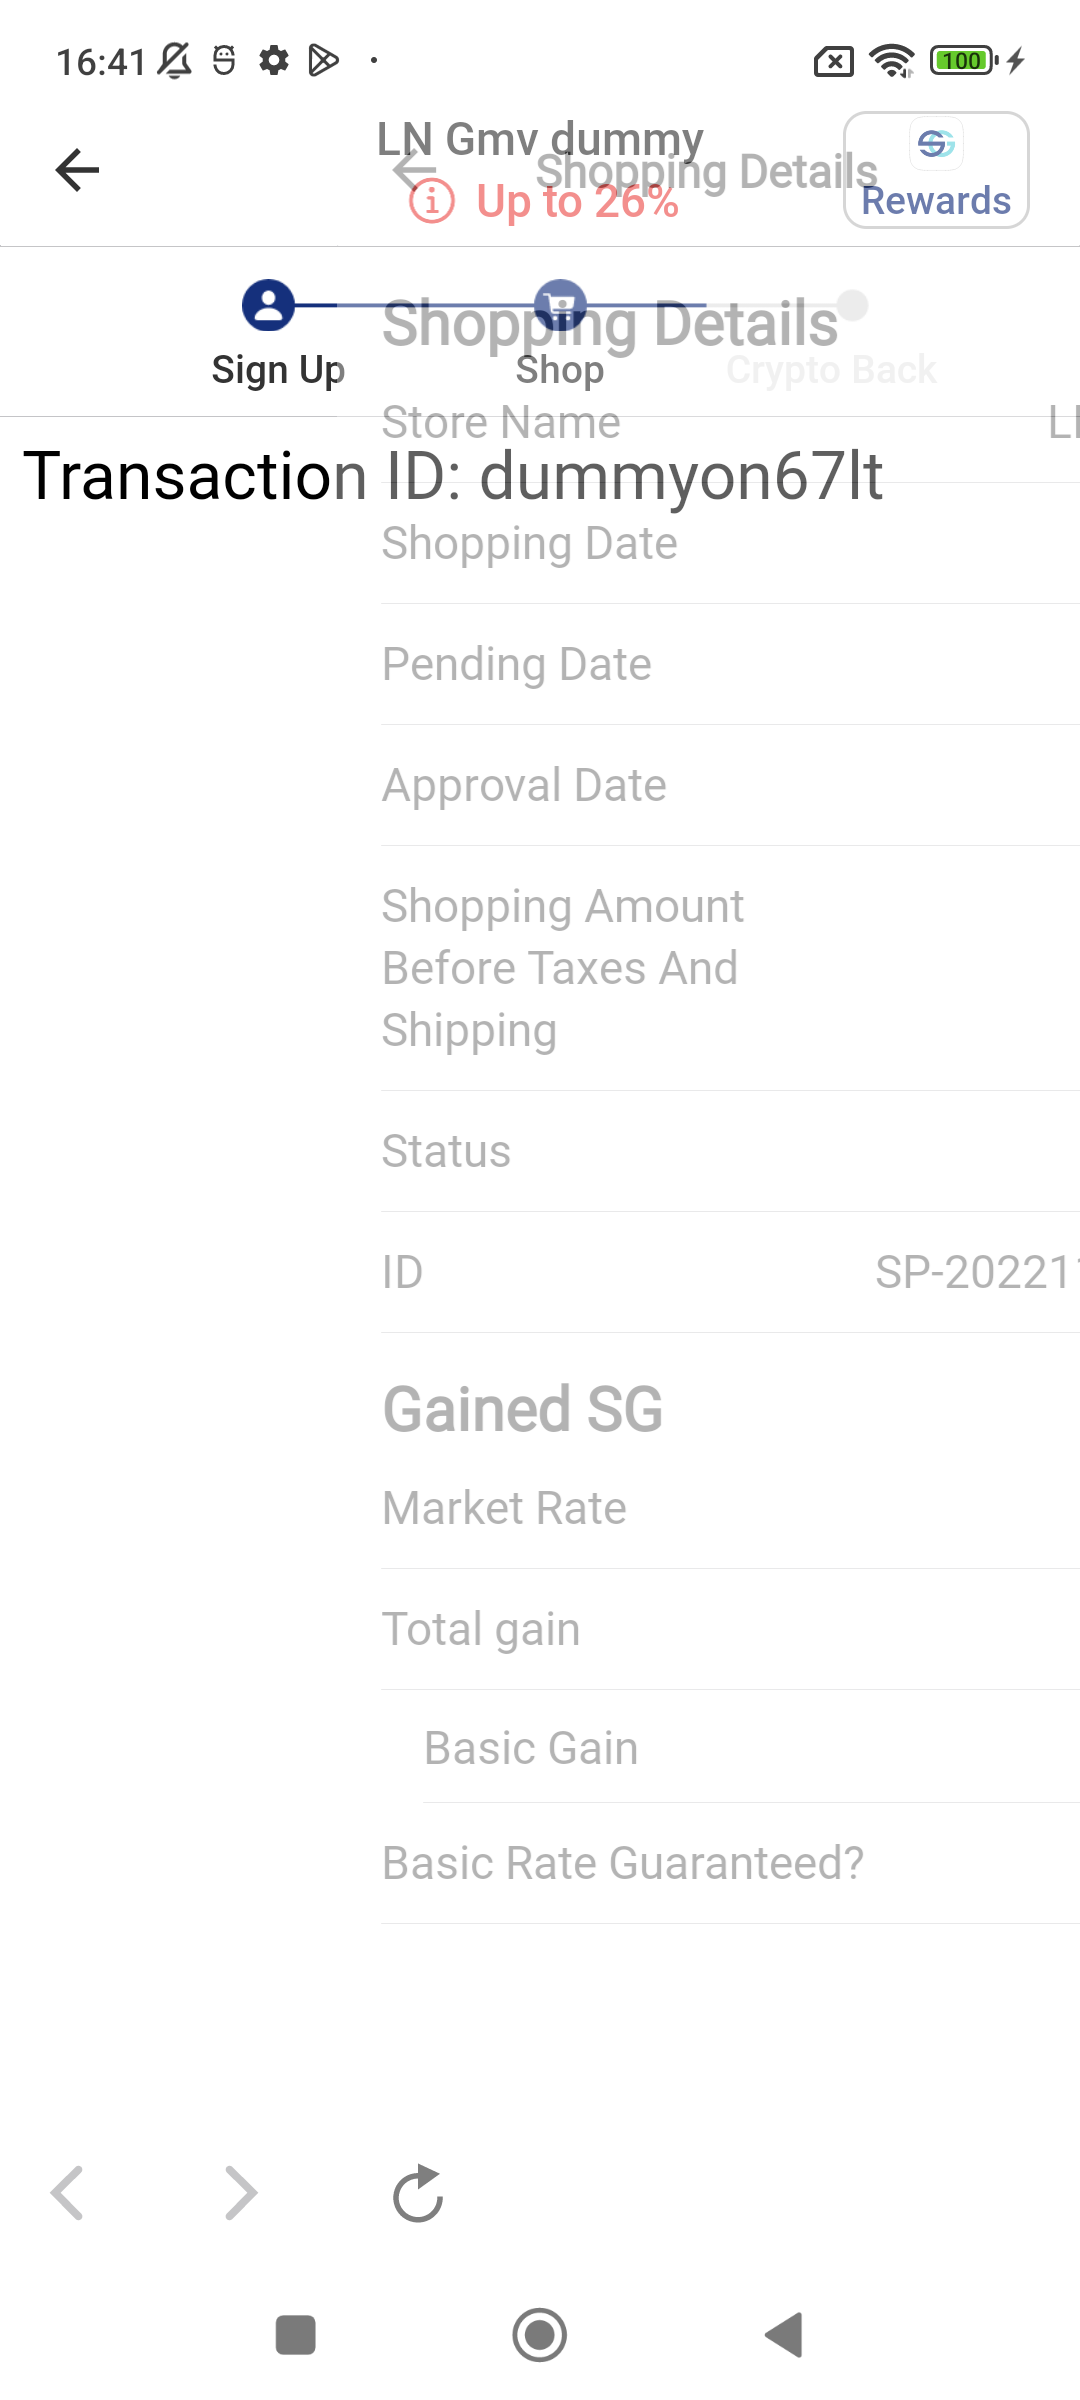 16:41
100
LN Gmv dummy
Shopping Details
Up to 26%
Rewards
Shopping Details
Sign Up
Shop
Crypto Back
Store Name
Transaction ID: dummyon67lt
Shopping Date
Pending Date
Approval Date
Shopping Amount
Before Taxes And
Shipping
Status
ID
SP-20221
Gained SG
Market Rate
Total gain
Basic Gain
Basic Rate Guaranteed?